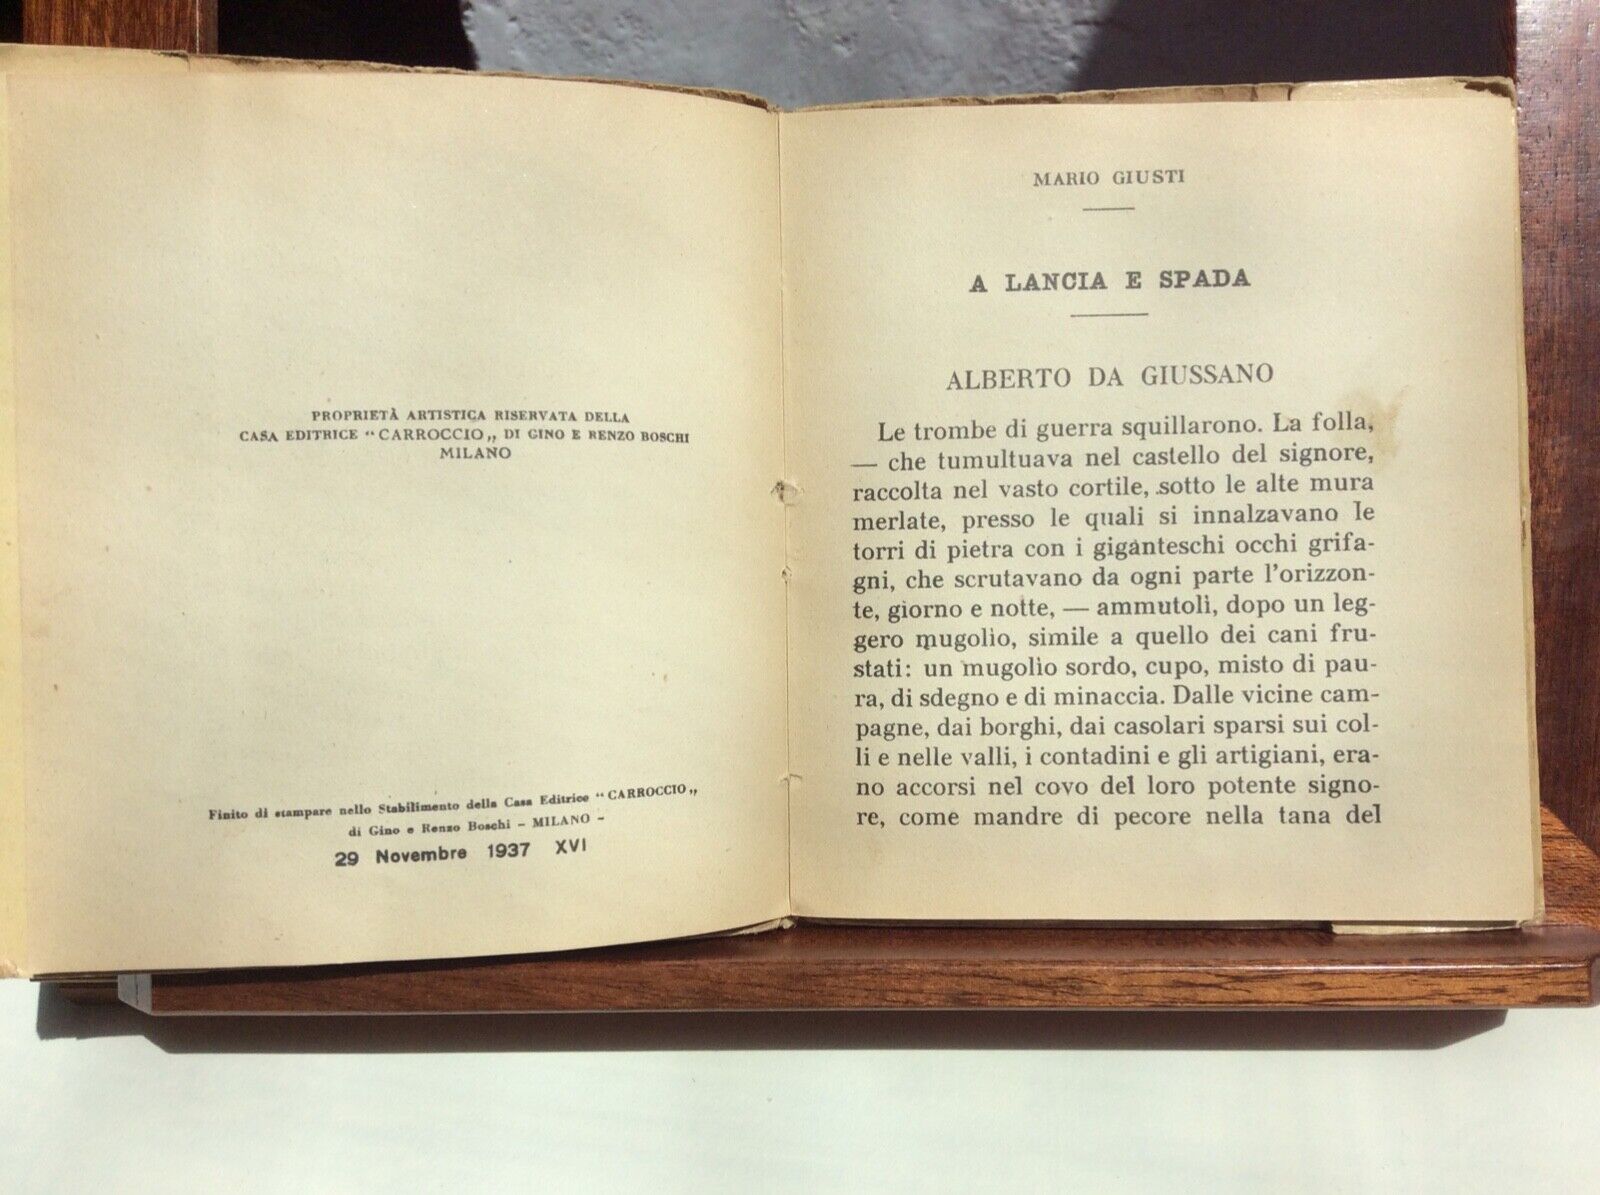 PROPRIETÀ ARTISTICA RISERVATA DELLA
CASA EDITRICE “CARROCCIO„ DI GINO E RENZO BOSCHI
MILANO
Finito di stampare nello Stabilimento della Casa Editrice “CARROCCIO„
di Gino e Renzo Boschi - MILANO -
29 Novembre 1937 XVI
MARIO GIUSTI
A LANCIA E SPADA
ALBERTO DA GIUSSANO
Le trombe di guerra squillarono. La folla,
— che tumultuava nel castello del signore,
raccolta nel vasto cortile, sotto le alte mura
merlate, presso le quali si innalzavano le
torri di pietra con i giganteschi occhi grifa-
gni, che scrutavano da ogni parte l'orizzon-
te, giorno e notte, — ammutolì, dopo un leg-
gero mugolìo, simile a quello dei cani fru-
stati: un mugolìo sordo, cupo, misto di pau-
ra, di sdegno e di minaccia. Dalle vicine cam-
pagne, dai borghi, dai casolari sparsi sui col-
li e nelle valli, i contadini e gli artigiani, era-
no accorsi nel covo del loro potente signo-
re, come mandre di pecore nella tana del